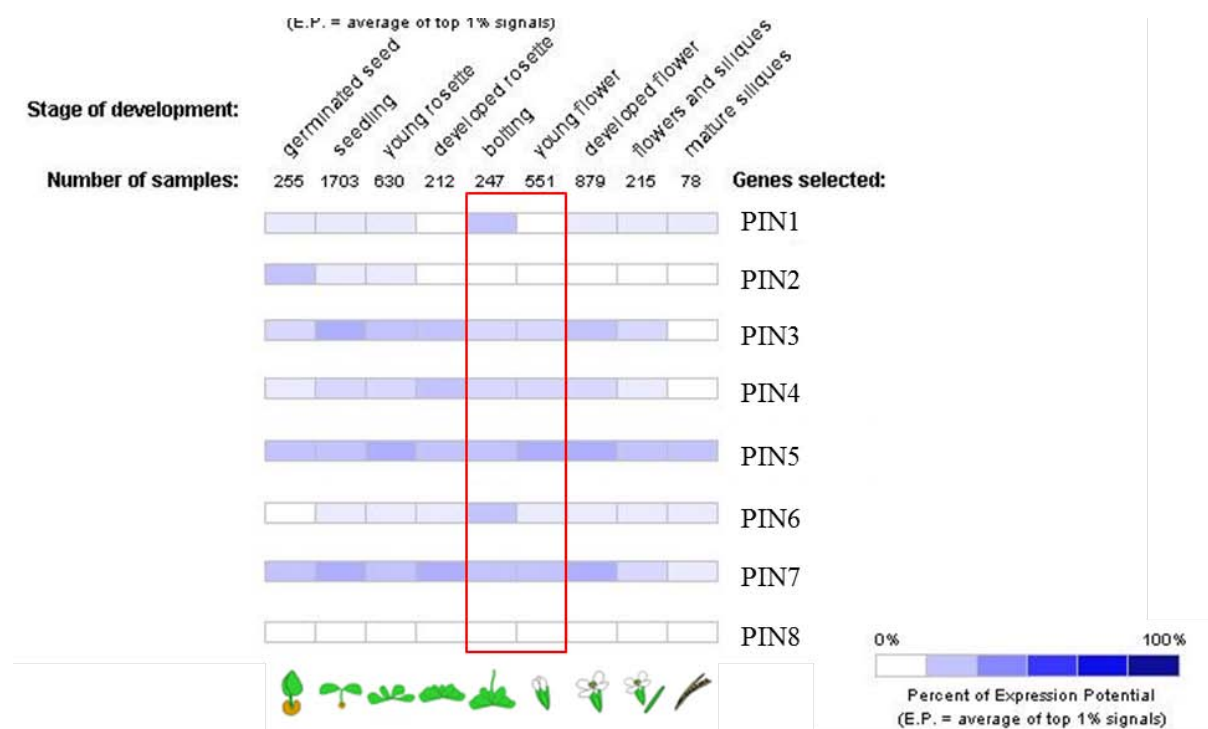 (E.P. = average of top 1% signals)
Stage of development:
germinated seed
seedling
young rosette
developed rosette
bolting
young flower
developed flower
flowers and siliques
mature siliques
Number of samples: 255 1703 630 212 247 551 879 215 78 Genes selected:
PIN1
PIN2
PIN3
PIN4
PIN5
PIN6
PIN7
PIN8
0% 100%
Percent of Expression Potential
(E.P. = average of top 1% signals)